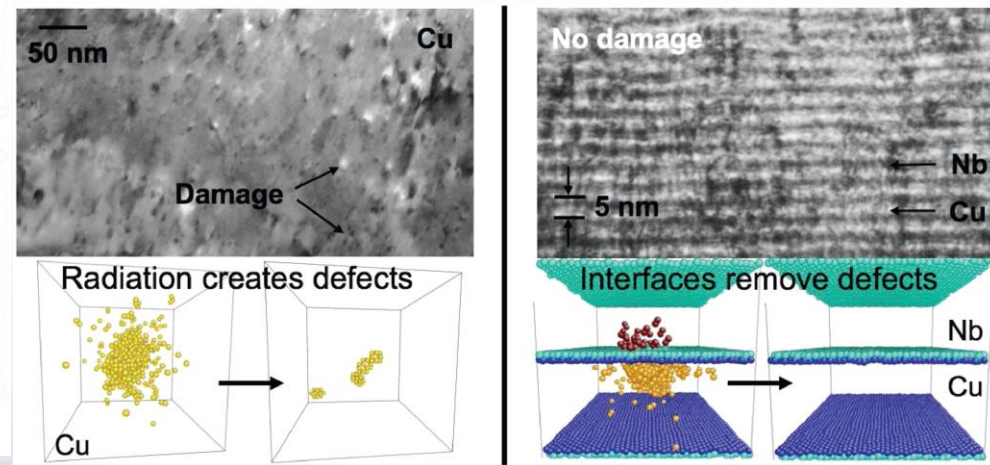 50 nm
Cu
Damage
Radiation creates defects
Cu
No damage
Nb
5 nm
Cu
Interfaces remove defects
Nb
Cu